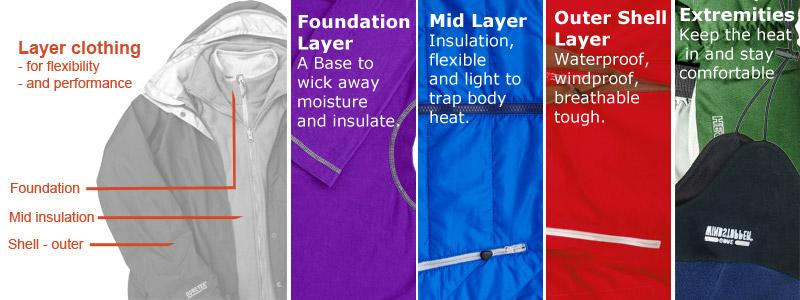 Layer clothing
- for flexibility
- and performance
Foundation
Mid insulation
Shell - outer
Foundation
Layer
A Base to
wick away
moisture
and insulate.
Mid Layer
Insulation,
flexible
and light to
trap body
heat.
Outer Shell
Layer
Waterproof,
windproof,
breathable
tough.
Extremities
Keep the heat
in and stay
comfortable
WINDSTOPPER